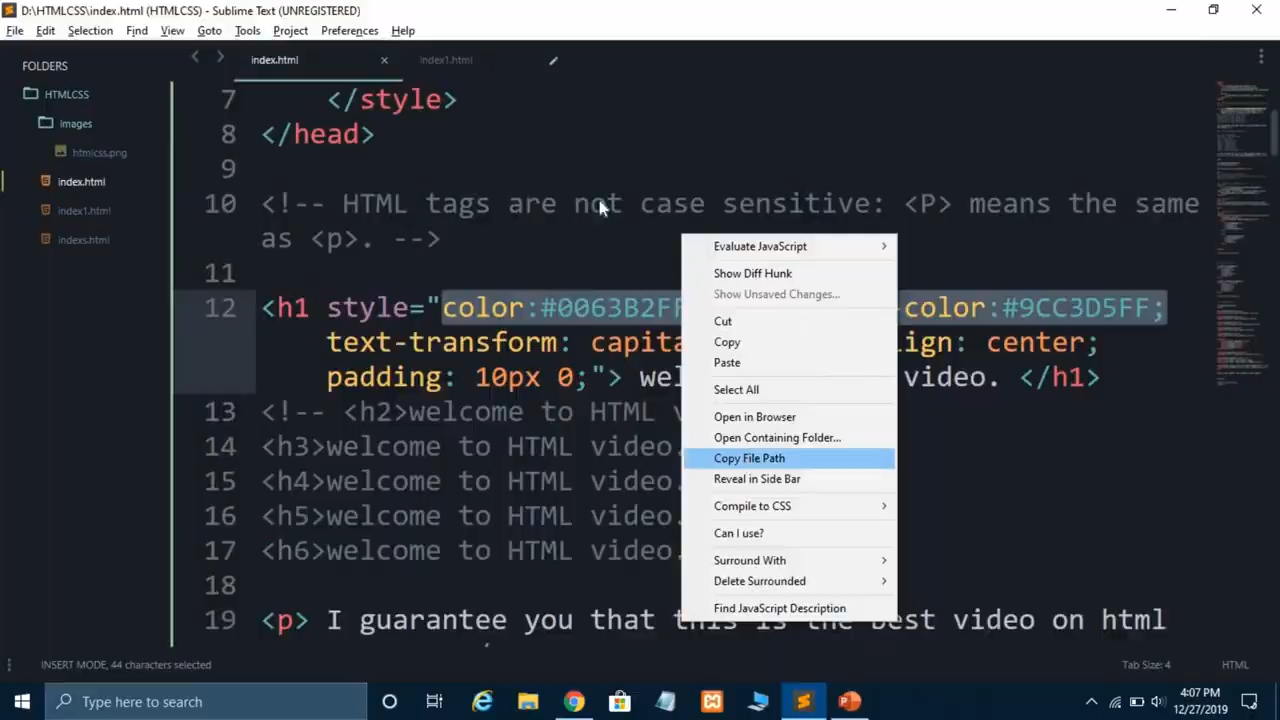 D:\HTMLCSS\index.html (HTMLCSS) - Sublime Text (UNREGISTERED)
File Edit Selection Find View Goto Tools Project Preferences Help
FOLDERS
HTMLCSS
images
htmlcss.png
index.html
index1.html
indexs.html
index.html index1.html
7 </style>
8 </head>
9
10 <!-- HTML tags are not case sensitive: <P> means the same
as <p>. -->
11
12 <h1 style="color:#0063B2FF color:#9CC3D5FF;
text-transform: capita ign: center;
padding: 10px 0;"> wel video. </h1>
13 <!-- <h2>welcome to HTML v
14 <h3>welcome to HTML video.
15 <h4>welcome to HTML video.
16 <h5>welcome to HTML video.
17 <h6>welcome to HTML video.
18
19 <p> I guarantee you that this is the best video on html
Evaluate JavaScript
Show Diff Hunk
Show Unsaved Changes...
Cut
Copy
Paste
Select All
Open in Browser
Open Containing Folder...
Copy File Path
Reveal in Side Bar
Compile to CSS
Can I use?
Surround With
Delete Surrounded
Find JavaScript Description
INSERT MODE, 44 characters selected Tab Size: 4 HTML
Type here to search
4:07 PM
12/27/2019